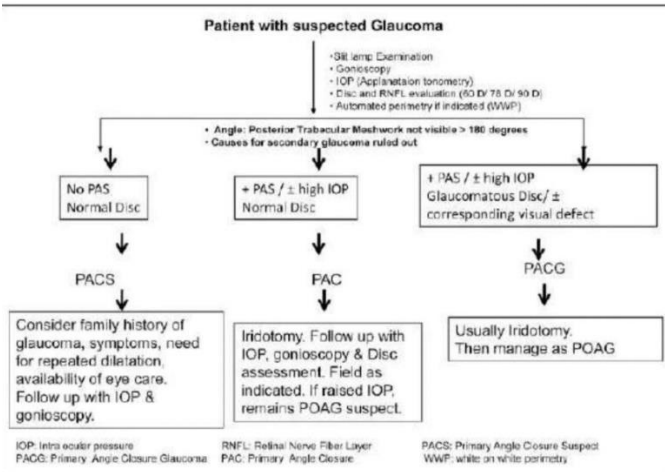 Patient with suspected Glaucoma
•Slit lamp Examination
• Gonioscopy
• IOP (Applanataion tonometry)
• Disc and RNFL evaluation (60 D/ 78 D/ 90 D)
• Automated perimetry if indicated (WWP)
• Angle: Posterior Trabecular Meshwork not visible > 180 degrees
• Causes for secondary glaucoma ruled out
No PAS
Normal Disc
+ PAS / ± high IOP
Normal Disc
+ PAS / ± high IOP
Glaucomatous Disc/ ±
corresponding visual defect
PACS
PAC
PACG
Consider family history of
glaucoma, symptoms, need
for repeated dilatation,
availability of eye care.
Follow up with IOP &
gonioscopy.
Iridotomy. Follow up with
IOP, gonioscopy & Disc
assessment. Field as
indicated. If raised IOP,
remains POAG suspect.
Usually Iridotomy.
Then manage as POAG
IOP: Intra ocular pressure
RNFL: Retinal Nerve Fiber Layer
PACS: Primary Angle Closure Suspect
PACG: Primary Angle Closure Glaucoma
PAC: Primary Angle Closure
WWP: white on white perimetry